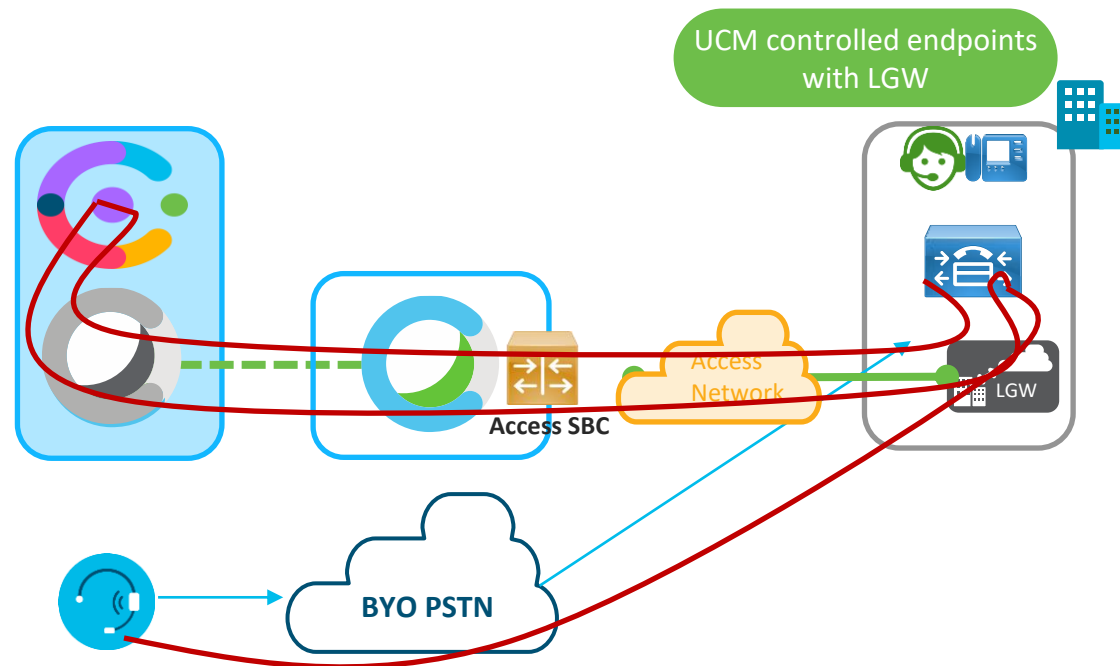 UCM controlled endpoints
with LGW
Access
Network
LGW
Access SBC
BYO PSTN